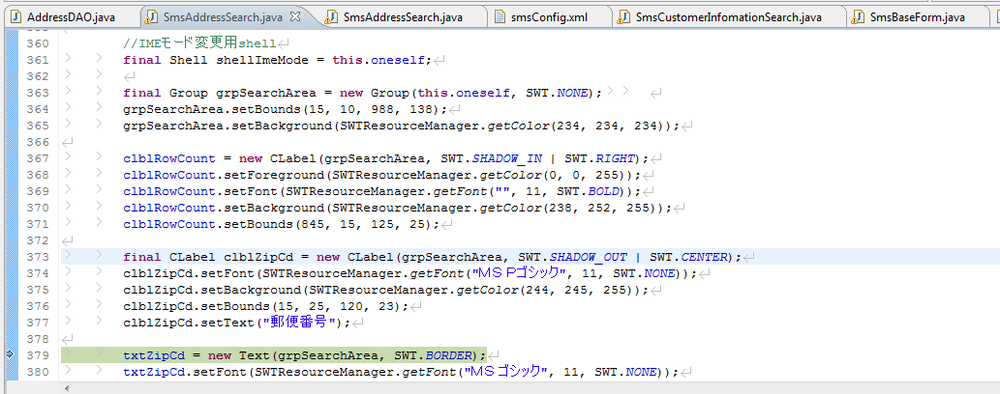 AddressDAO.java SmsAddressSearch.java SmsAddressSearch.java smsConfig.xml SmsCustomerInfomationSearch.java SmsBaseForm.java
360 //IMEモード変更用shell
361 final Shell shellImeMode = this.oneself;
362
363 final Group grpSearchArea = new Group(this.oneself, SWT.NONE);
364 grpSearchArea.setBounds(15, 10, 988, 138);
365 grpSearchArea.setBackground(SWTResourceManager.getColor(234, 234, 234));
366
367 clblRowCount = new CLabel(grpSearchArea, SWT.SHADOW_IN | SWT.RIGHT);
368 clblRowCount.setForeground(SWTResourceManager.getColor(0, 0, 255));
369 clblRowCount.setFont(SWTResourceManager.getFont("", 11, SWT.BOLD));
370 clblRowCount.setBackground(SWTResourceManager.getColor(238, 252, 255));
371 clblRowCount.setBounds(845, 15, 125, 25);
372
373 final CLabel clblZipCd = new CLabel(grpSearchArea, SWT.SHADOW_OUT | SWT.CENTER);
374 clblZipCd.setFont(SWTResourceManager.getFont("ＭＳ Ｐゴシック", 11, SWT.NONE));
375 clblZipCd.setBackground(SWTResourceManager.getColor(244, 245, 255));
376 clblZipCd.setBounds(15, 25, 120, 23);
377 clblZipCd.setText("郵便番号");
378
379 txtZipCd = new Text(grpSearchArea, SWT.BORDER);
380 txtZipCd.setFont(SWTResourceManager.getFont("ＭＳ ゴシック", 11, SWT.NONE));